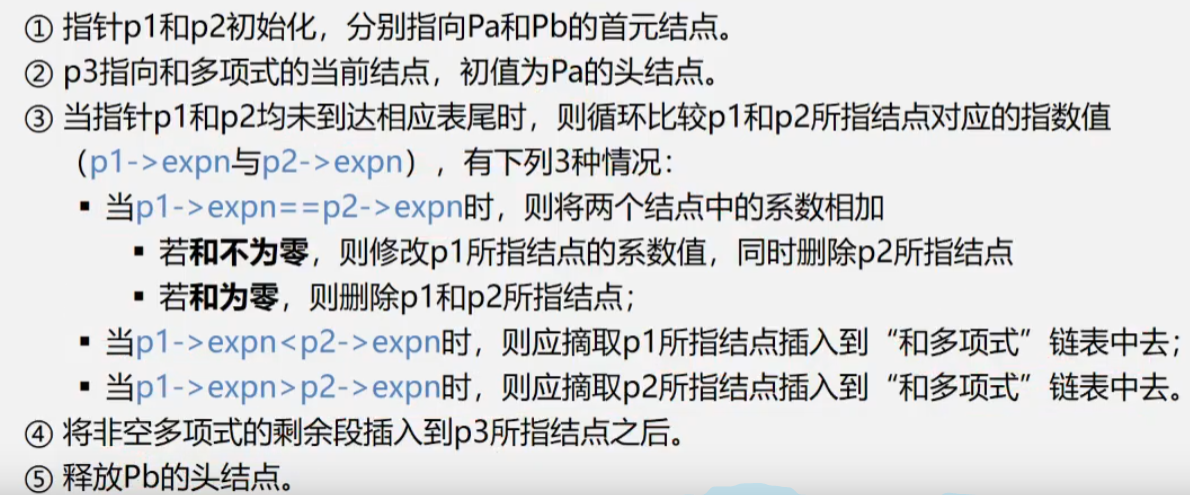 ① 指针p1和p2初始化，分别指向Pa和Pb的首元结点。
② p3指向和多项式的当前结点，初值为Pa的头结点。
③ 当指针p1和p2均未到达相应表尾时，则循环比较p1和p2所指结点对应的指数值
（p1->expn与p2->expn），有下列3种情况：
▪ 当p1->expn==p2->expn时，则将两个结点中的系数相加
▪ 若和不为零，则修改p1所指结点的系数值，同时删除p2所指结点
▪ 若和为零，则删除p1和p2所指结点；
▪ 当p1->expn<p2->expn时，则应摘取p1所指结点插入到“和多项式”链表中去；
▪ 当p1->expn>p2->expn时，则应摘取p2所指结点插入到“和多项式”链表中去。
④ 将非空多项式的剩余段插入到p3所指结点之后。
⑤ 释放Pb的头结点。